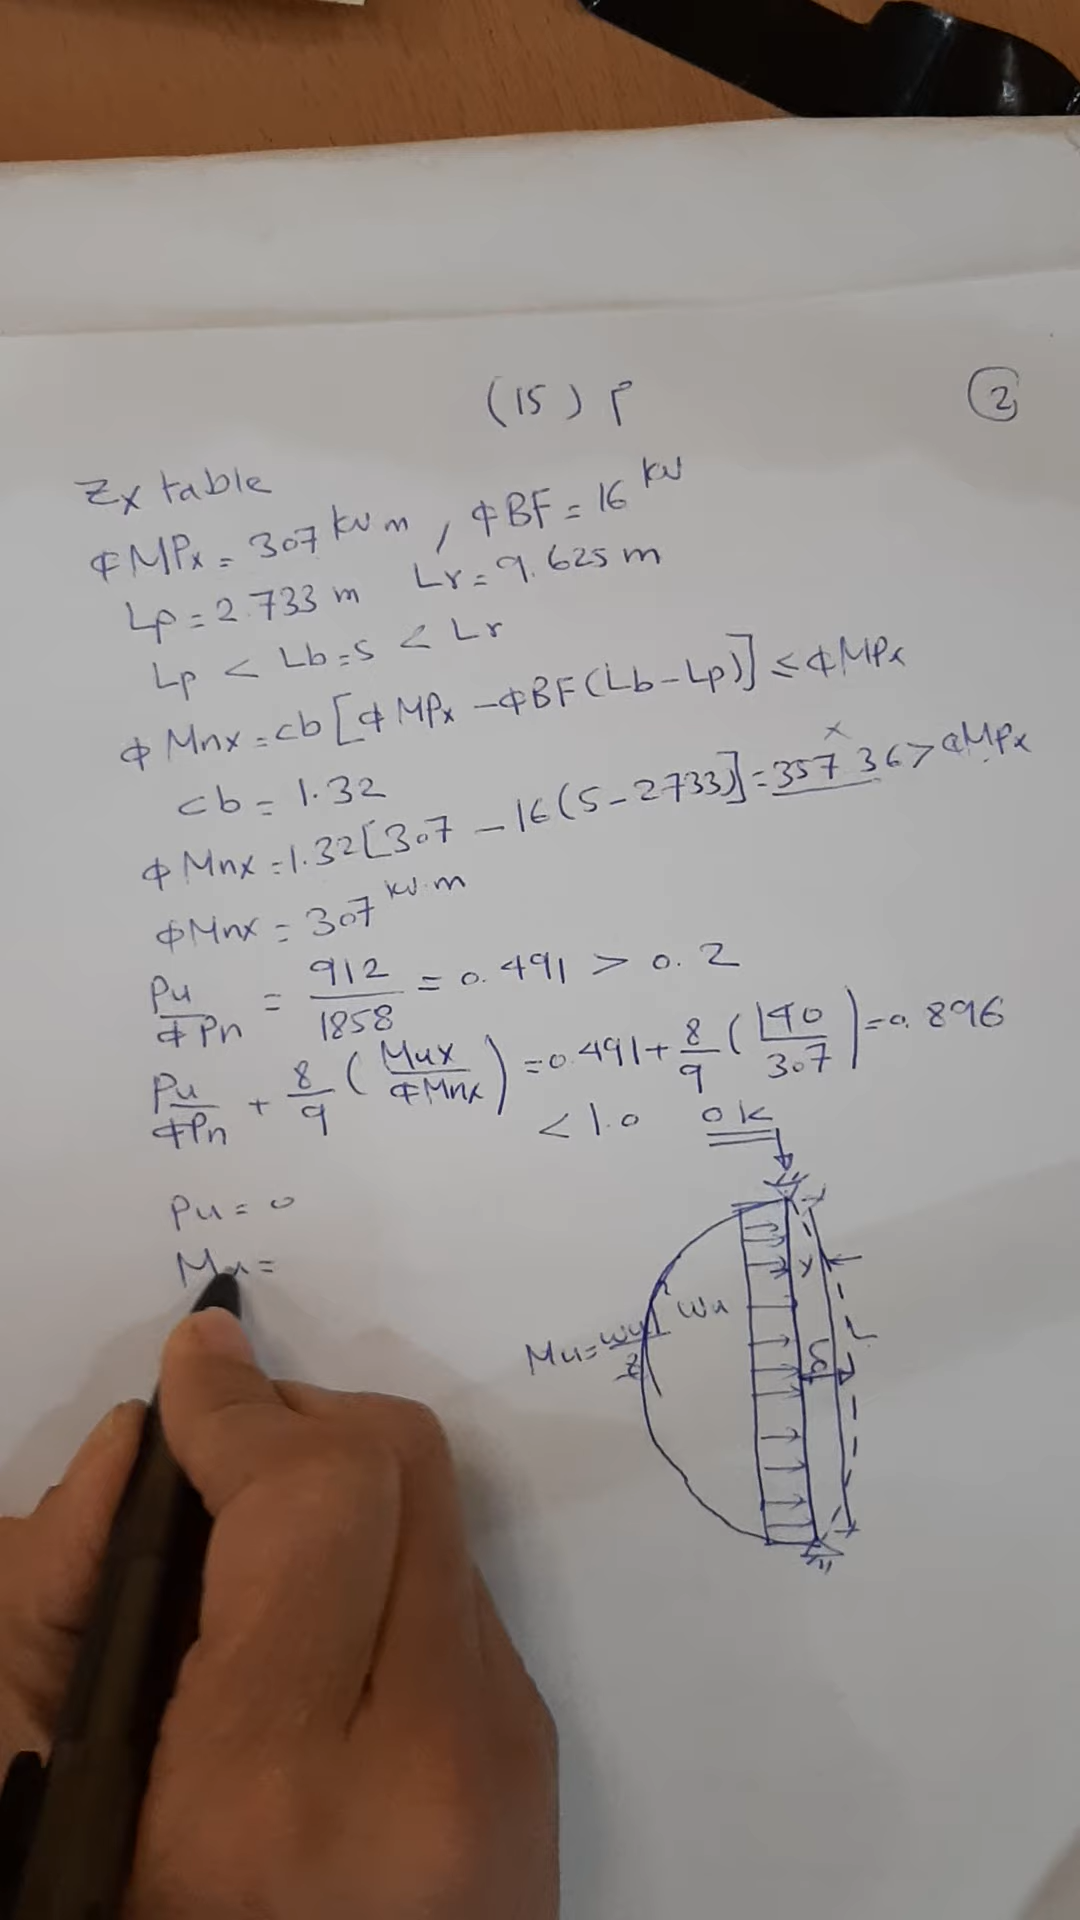 (15) م
2
Zx table
ϕMPx = 307 kN m , ϕBF = 16 kN
Lp = 2.733 m Lr = 9.625 m
Lp < Lb = 5 < Lr
ϕMnx = cb [ϕMPx - ϕBF(Lb - Lp)] ≤ ϕMPx
cb = 1.32
ϕMnx = 1.32[307 - 16(5 - 2.733)] = 357.36 > ϕMPx
x
ϕMnx = 307 kN.m
Pu/ϕPn = 912/1858 = 0.491 > 0.2
Pu/ϕPn + 8/9 (Mux/ϕMnx) = 0.491 + 8/9 (140/307) = 0.896
< 1.0 OK
Pu = 0
Mu =
Wu